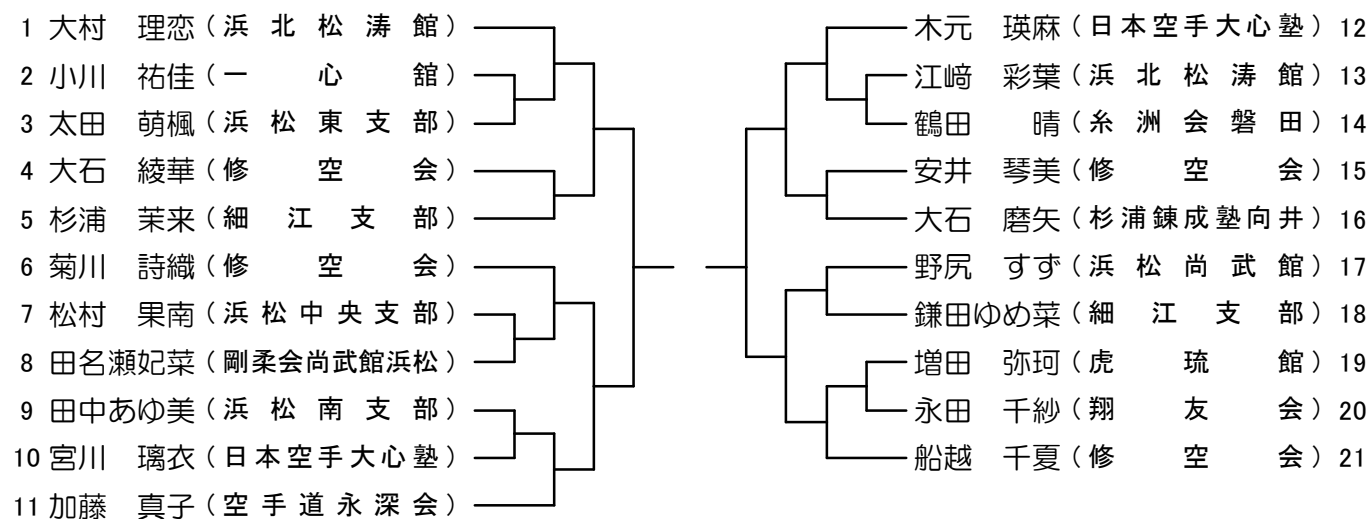 1 大村　理恋（浜北松涛館）
2 小川　祐佳（一心舘）
3 太田　萌楓（浜松東支部）
4 大石　綾華（修空会）
5 杉浦　茉来（細江支部）
6 菊川　詩織（修空会）
7 松村　果南（浜松中央支部）
8 田名瀬妃菜（剛柔会尚武館浜松）
9 田中あゆ美（浜松南支部）
10 宮川　璃衣（日本空手大心塾）
11 加藤　真子（空手道永深会）
木元　瑛麻（日本空手大心塾）12
江﨑　彩葉（浜北松涛館）13
鶴田　晴（糸洲会磐田）14
安井　琴美（修空会）15
大石　磨矢（杉浦錬成塾向井）16
野尻　すず（浜松尚武館）17
鎌田ゆめ菜（細江支部）18
増田　弥珂（虎琉館）19
永田　千紗（翔友会）20
船越　千夏（修空会）21